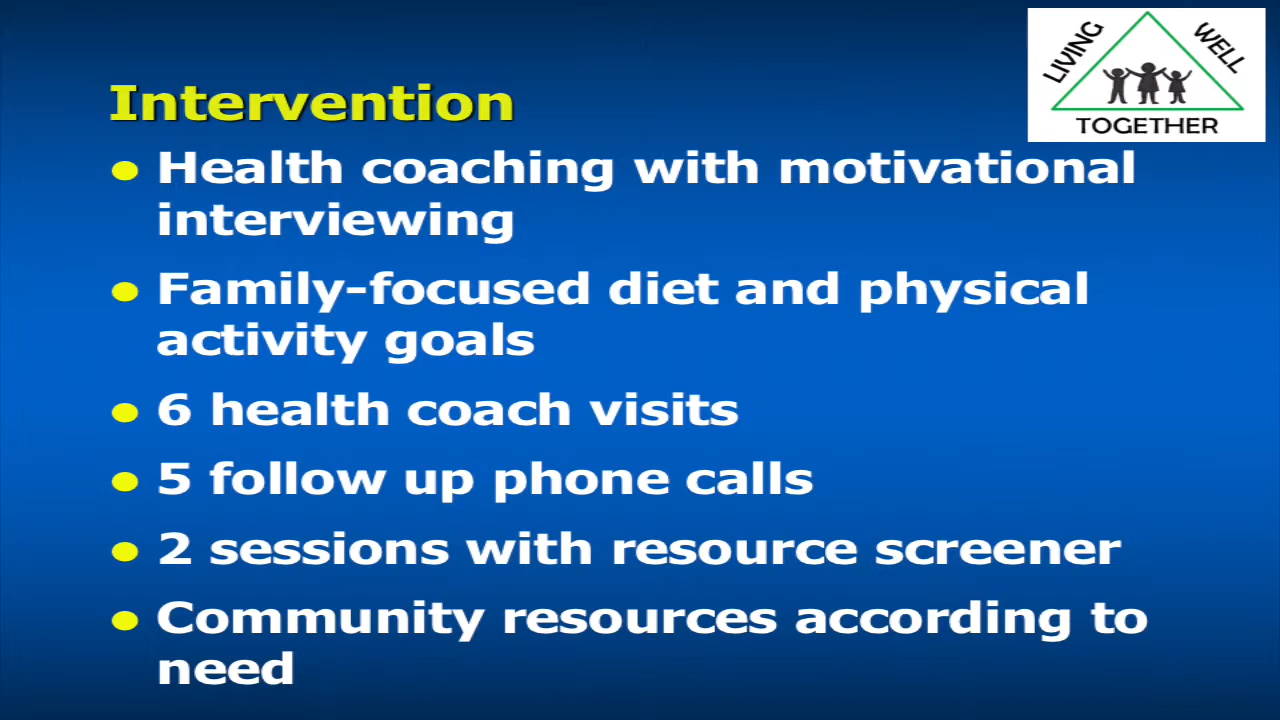 LIVING WELL
TOGETHER
Intervention
Health coaching with motivational
interviewing
Family-focused diet and physical
activity goals
6 health coach visits
5 follow up phone calls
2 sessions with resource screener
Community resources according to
need